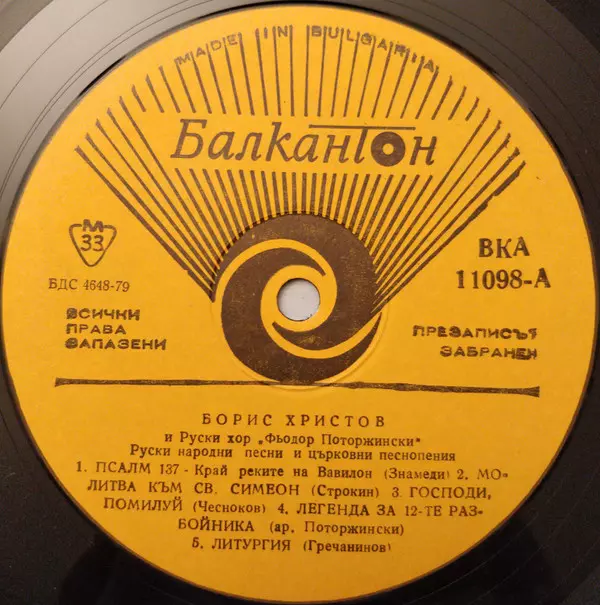 MADE IN BULGARIA
Балкантон
М
33
БДС 4648-79
ВКА
11098-А
ВСИЧКИ
ПРАВА
ЗАПАЗЕНИ
ПРЕЗАПИСЪТ
ЗАБРАНЕН
БОРИС ХРИСТОВ
и Руски хор „Фьодор Поторжински"
Руски народни песни и църковни песнопения
1. ПСАЛМ 137 - Край реките на Вавилон (Знамеди) 2. МО-
ЛИТВА КЪМ СВ. СИМЕОН (Строкин) 3. ГОСПОДИ,
ПОМИЛУЙ (Чесноков) 4. ЛЕГЕНДА ЗА 12-ТЕ РАЗ-
БОЙНИКА (ар. Поторжински)
5. ЛИТУРГИЯ (Гречанинов)